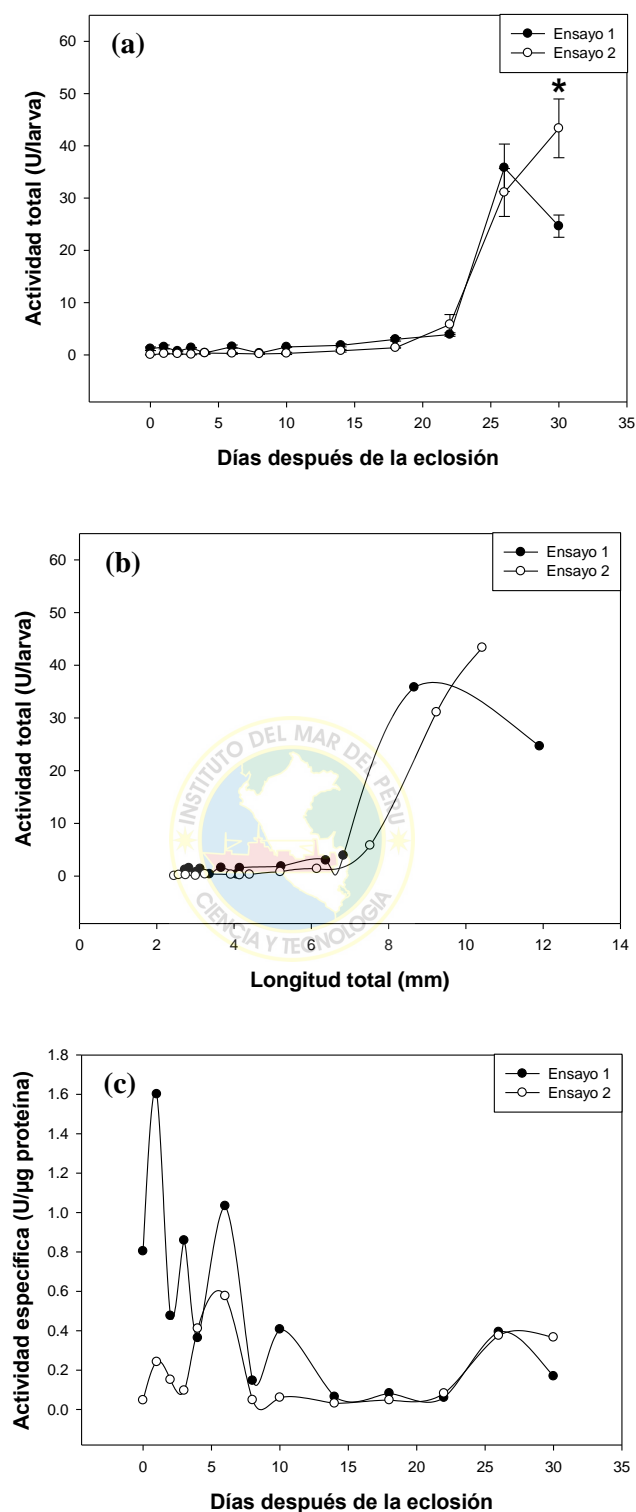 (a)
Ensayo 1
Ensayo 2
*
60
50
40
30
20
10
0
Actividad total (U/larva)
0 5 10 15 20 25 30 35
Días después de la eclosión
(b)
Ensayo 1
Ensayo 2
60
50
40
30
20
10
0
Actividad total (U/larva)
INSTITUTO DEL MAR DEL PERU
CIENCIA Y TECNOLOGIA
0 2 4 6 8 10 12 14
Longitud total (mm)
(c)
Ensayo 1
Ensayo 2
1.8
1.6
1.4
1.2
1.0
0.8
0.6
0.4
0.2
0.0
Actividad específica (U/µg proteína)
0 5 10 15 20 25 30 35
Días después de la eclosión